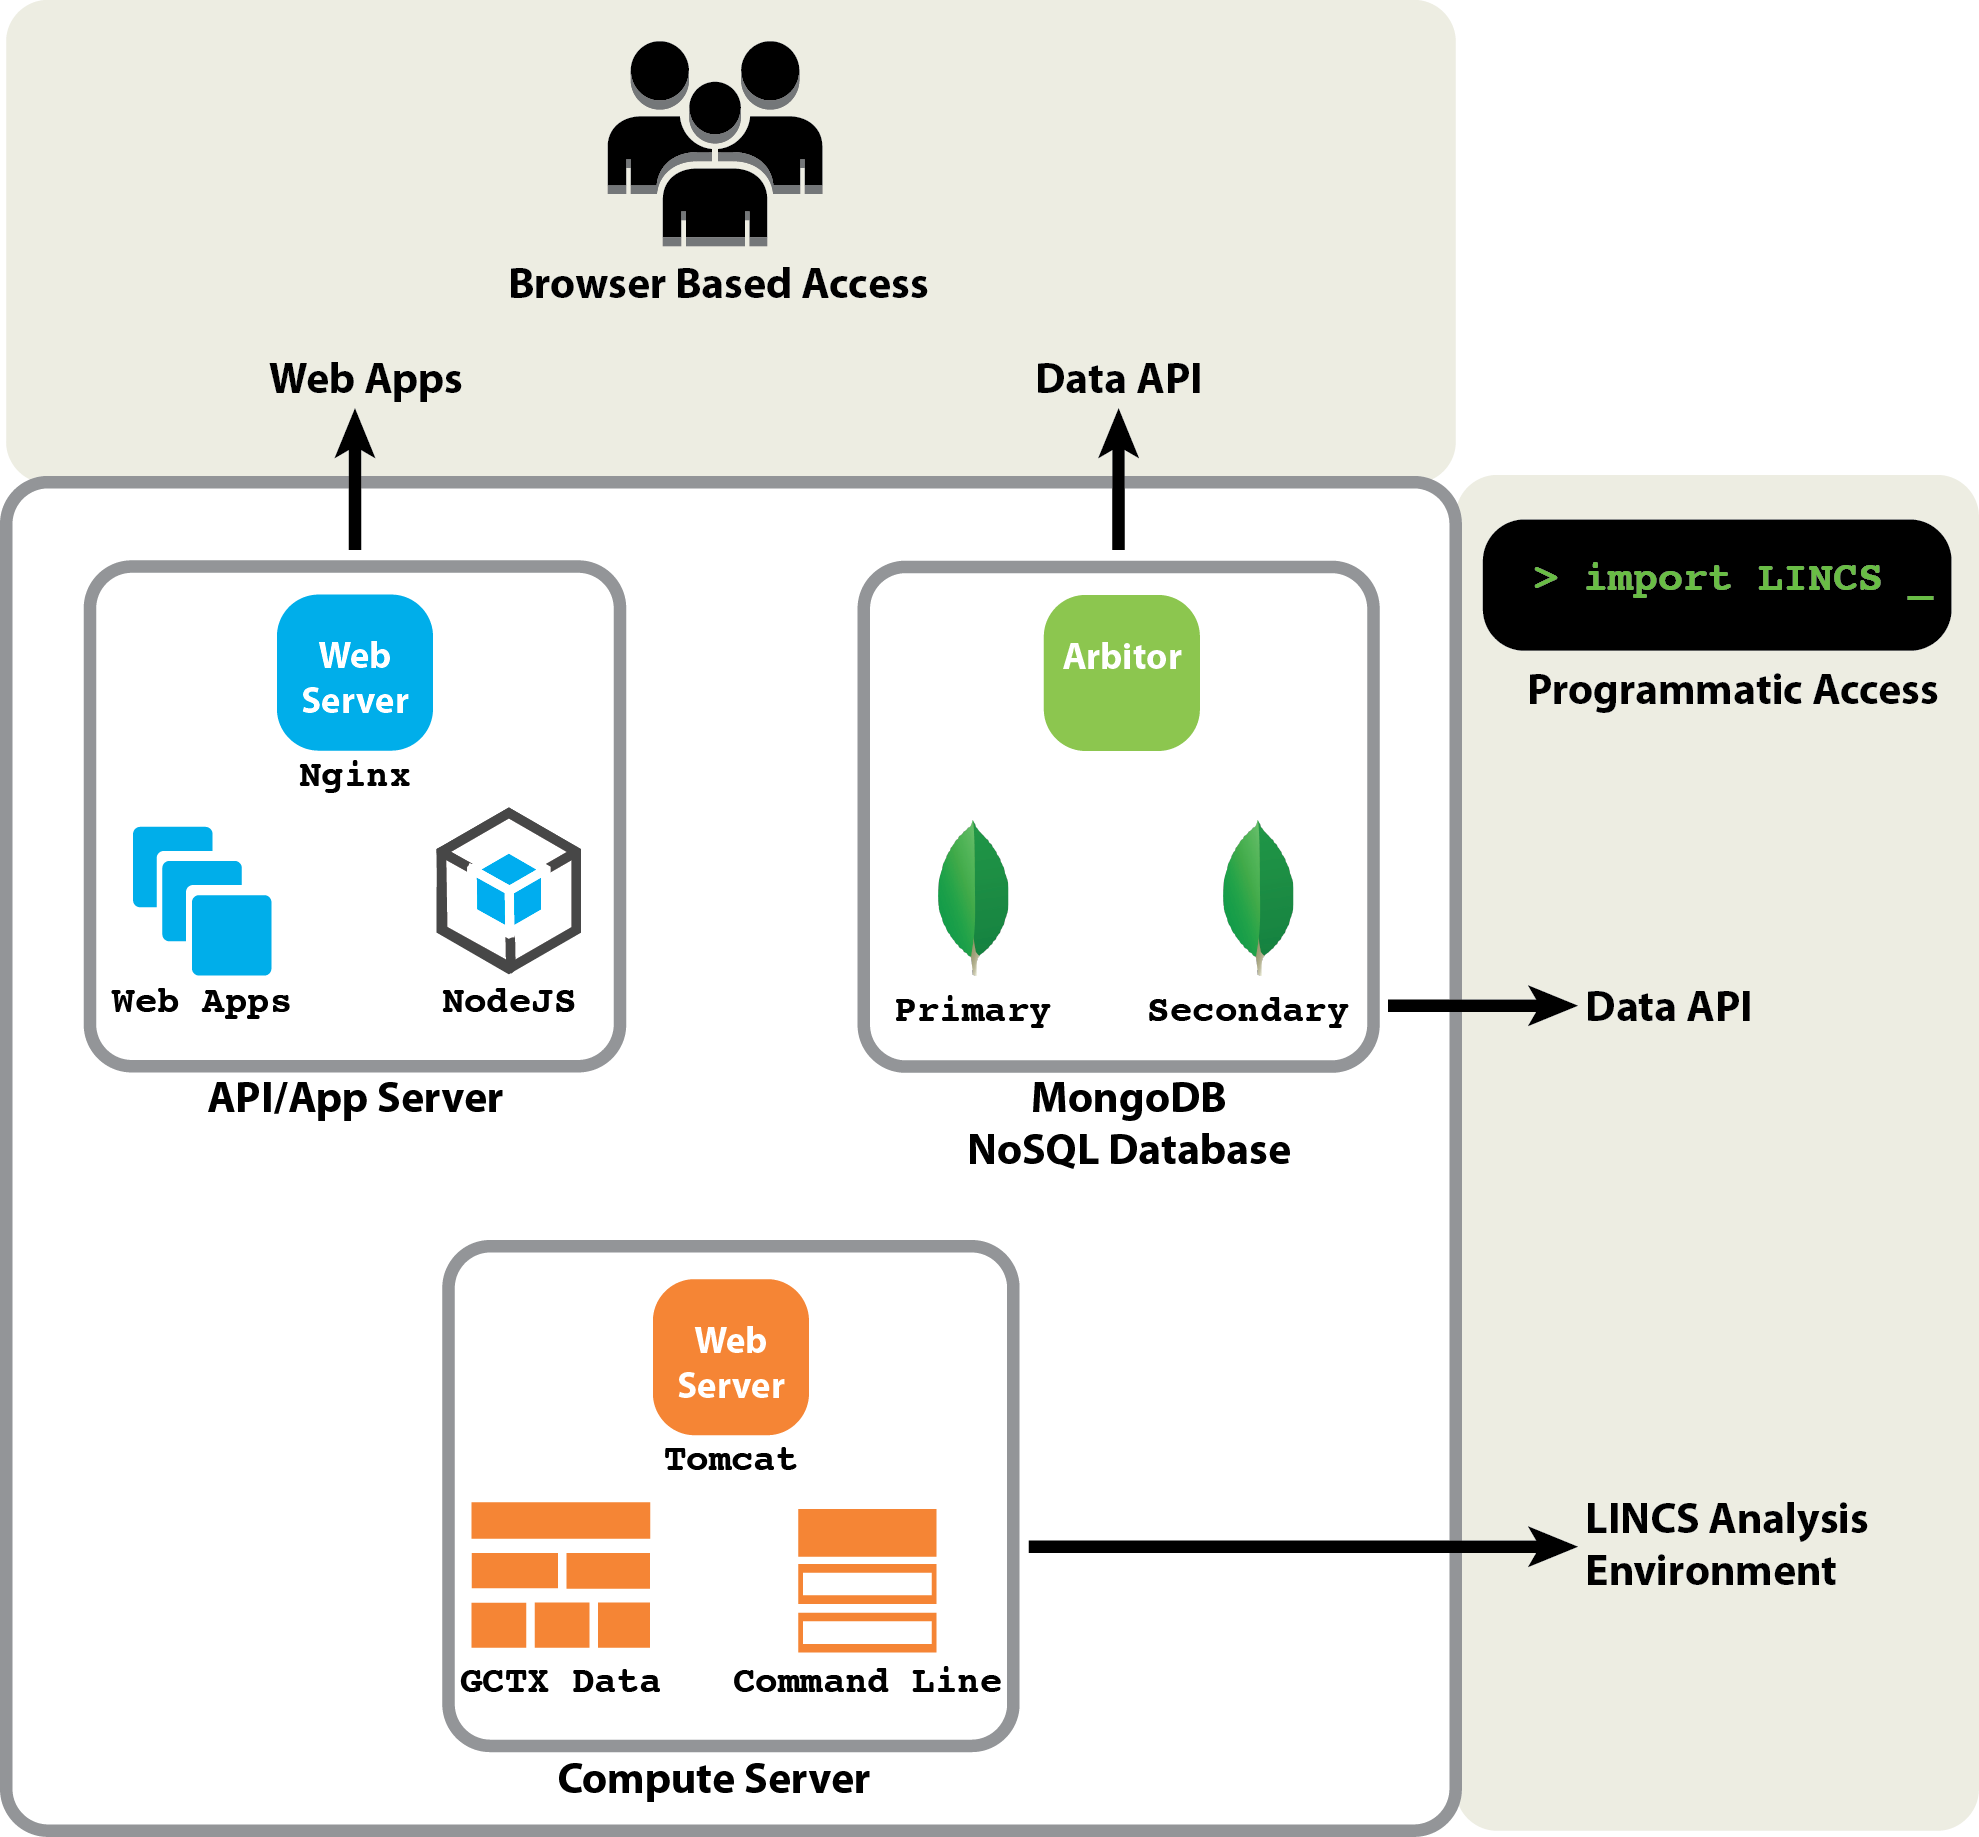 Browser Based Access
Web Apps
Data API
> import LINCS _
Programmatic Access
Web
Server
Nginx
Web Apps
NodeJS
API/App Server
Arbitor
Primary
Secondary
MongoDB
NoSQL Database
Data API
Web
Server
Tomcat
GCTX Data
Command Line
Compute Server
LINCS Analysis
Environment